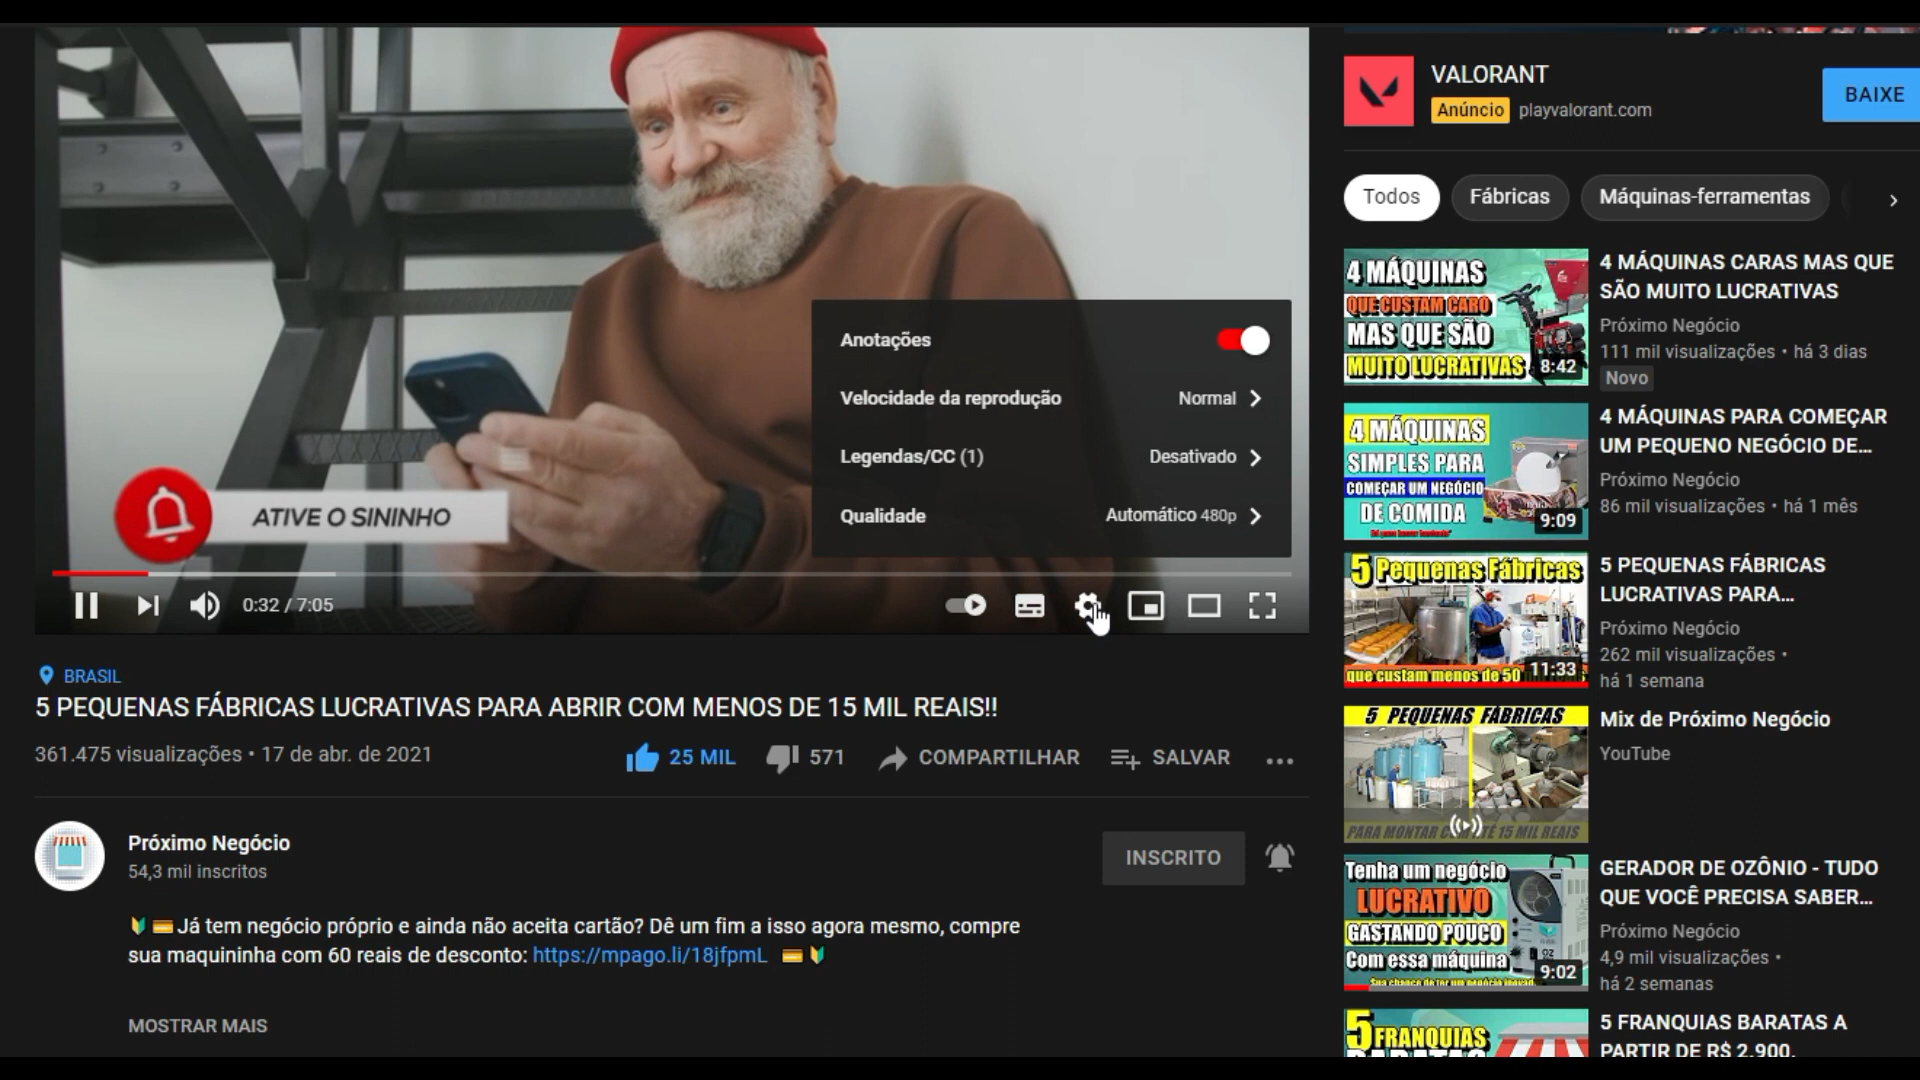 Anotações
Velocidade da reprodução Normal
Legendas/CC (1) Desativado
Qualidade Automático 480p
ATIVE O SININHO
0:32 / 7:05
BRASIL
5 PEQUENAS FÁBRICAS LUCRATIVAS PARA ABRIR COM MENOS DE 15 MIL REAIS!!
361.475 visualizações • 17 de abr. de 2021
25 MIL 571 COMPARTILHAR SALVAR
Próximo Negócio
54,3 mil inscritos
INSCRITO
Já tem negócio próprio e ainda não aceita cartão? Dê um fim a isso agora mesmo, compre
sua maquininha com 60 reais de desconto: https://mpago.li/18jfpmL
MOSTRAR MAIS
VALORANT
Anúncio playvalorant.com
BAIXE
Todos Fábricas Máquinas-ferramentas
4 MÁQUINAS
QUE CUSTAM CARO
MAS QUE SÃO
MUITO LUCRATIVAS
8:42
4 MÁQUINAS CARAS MAS QUE
SÃO MUITO LUCRATIVAS
Próximo Negócio
111 mil visualizações • há 3 dias
Novo
4 MÁQUINAS
SIMPLES PARA
COMEÇAR UM NEGÓCIO
DE COMIDA
9:09
4 MÁQUINAS PARA COMEÇAR
UM PEQUENO NEGÓCIO DE...
Próximo Negócio
86 mil visualizações • há 1 mês
5 Pequenas Fábricas
que custam menos de 50
11:33
5 PEQUENAS FÁBRICAS
LUCRATIVAS PARA...
Próximo Negócio
262 mil visualizações •
há 1 semana
5 PEQUENAS FÁBRICAS
PARA MONTAR COM ATÉ 15 MIL REAIS
Mix de Próximo Negócio
YouTube
Tenha um negócio
LUCRATIVO
GASTANDO POUCO
Com essa máquina
9:02
GERADOR DE OZÔNIO - TUDO
QUE VOCÊ PRECISA SABER...
Próximo Negócio
4,9 mil visualizações •
há 2 semanas
5 FRANQUIAS
BARATAS
5 FRANQUIAS BARATAS A
PARTIR DE R$ 2.900,